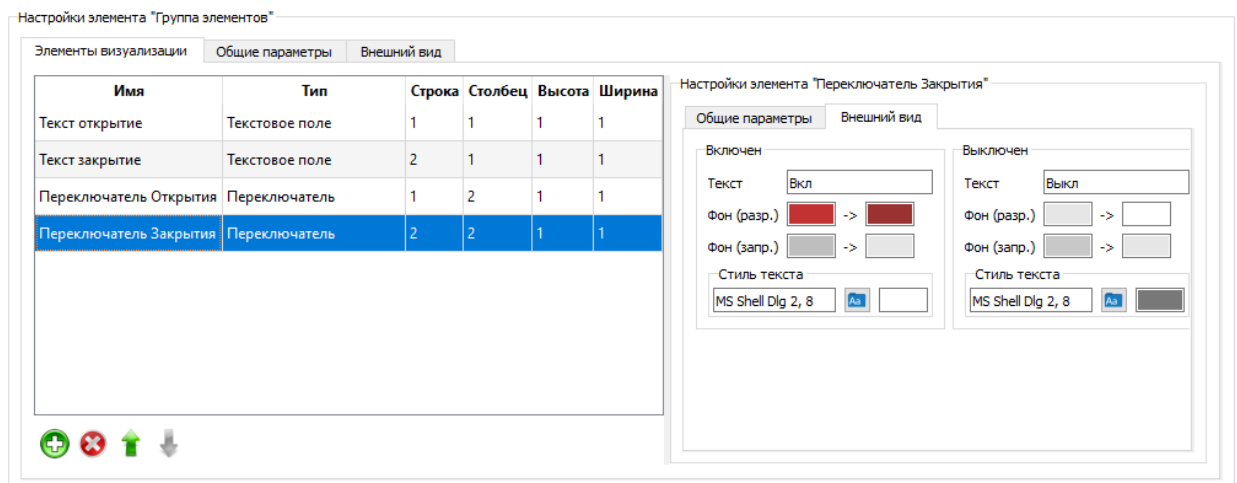 Настройки элемента "Группа элементов"
Элементы визуализации Общие параметры Внешний вид
Имя Тип Строка Столбец Высота Ширина
Текст открытие Текстовое поле 1 1 1 1
Текст закрытие Текстовое поле 2 1 1 1
Переключатель Открытия Переключатель 1 2 1 1
Переключатель Закрытия Переключатель 2 2 1 1
Настройки элемента "Переключатель Закрытия"
Общие параметры Внешний вид
Включен
Текст Вкл
Фон (разр.) ->
Фон (запр.) ->
Стиль текста
MS Shell Dlg 2, 8 Aa
Выключен
Текст Выкл
Фон (разр.) ->
Фон (запр.) ->
Стиль текста
MS Shell Dlg 2, 8 Aa